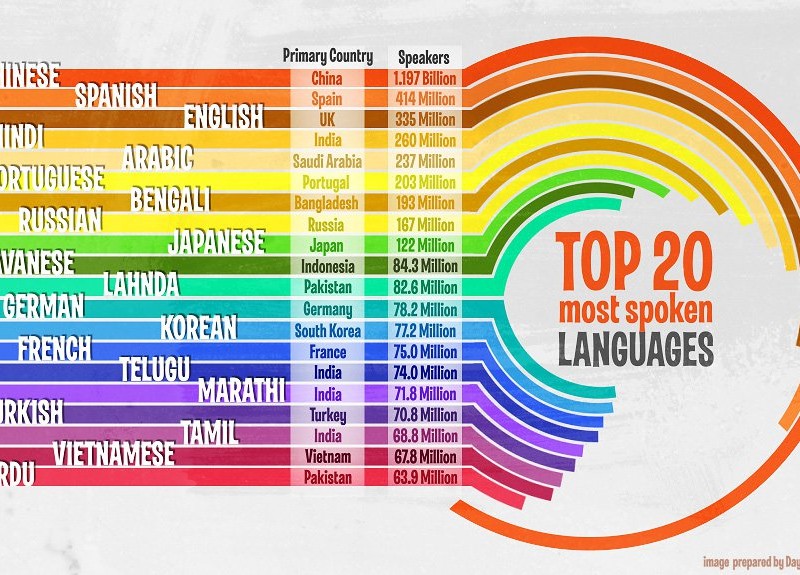 Primary Country Speakers
HINESE China 1.197 Billion
SPANISH Spain 414 Million
ENGLISH UK 335 Million
HINDI India 260 Million
ARABIC Saudi Arabia 237 Million
ORTUGUESE Portugal 203 Million
BENGALI Bangladesh 193 Million
RUSSIAN Russia 167 Million
JAPANESE Japan 122 Million
AVANESE Indonesia 84.3 Million
LAHNDA Pakistan 82.6 Million
GERMAN Germany 78.2 Million
KOREAN South Korea 77.2 Million
FRENCH France 75.0 Million
TELUGU India 74.0 Million
MARATHI India 71.8 Million
URKISH Turkey 70.8 Million
TAMIL India 68.8 Million
VIETNAMESE Vietnam 67.8 Million
RDU Pakistan 63.9 Million
TOP 20
most spoken
LANGUAGES
image prepared by Day